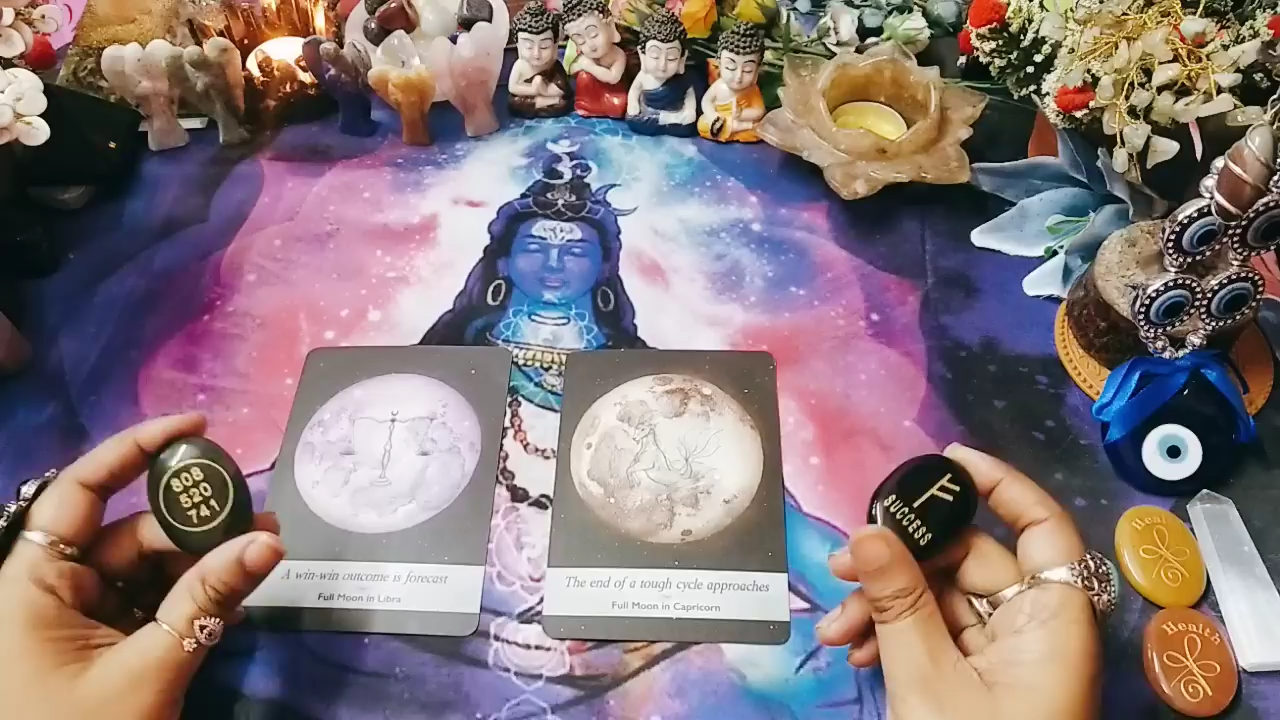 808
520
741
A win-win outcome is forecast
Full Moon in Libra
The end of a tough cycle approaches
Full Moon in Capricorn
SUCCESS
Heal
Health